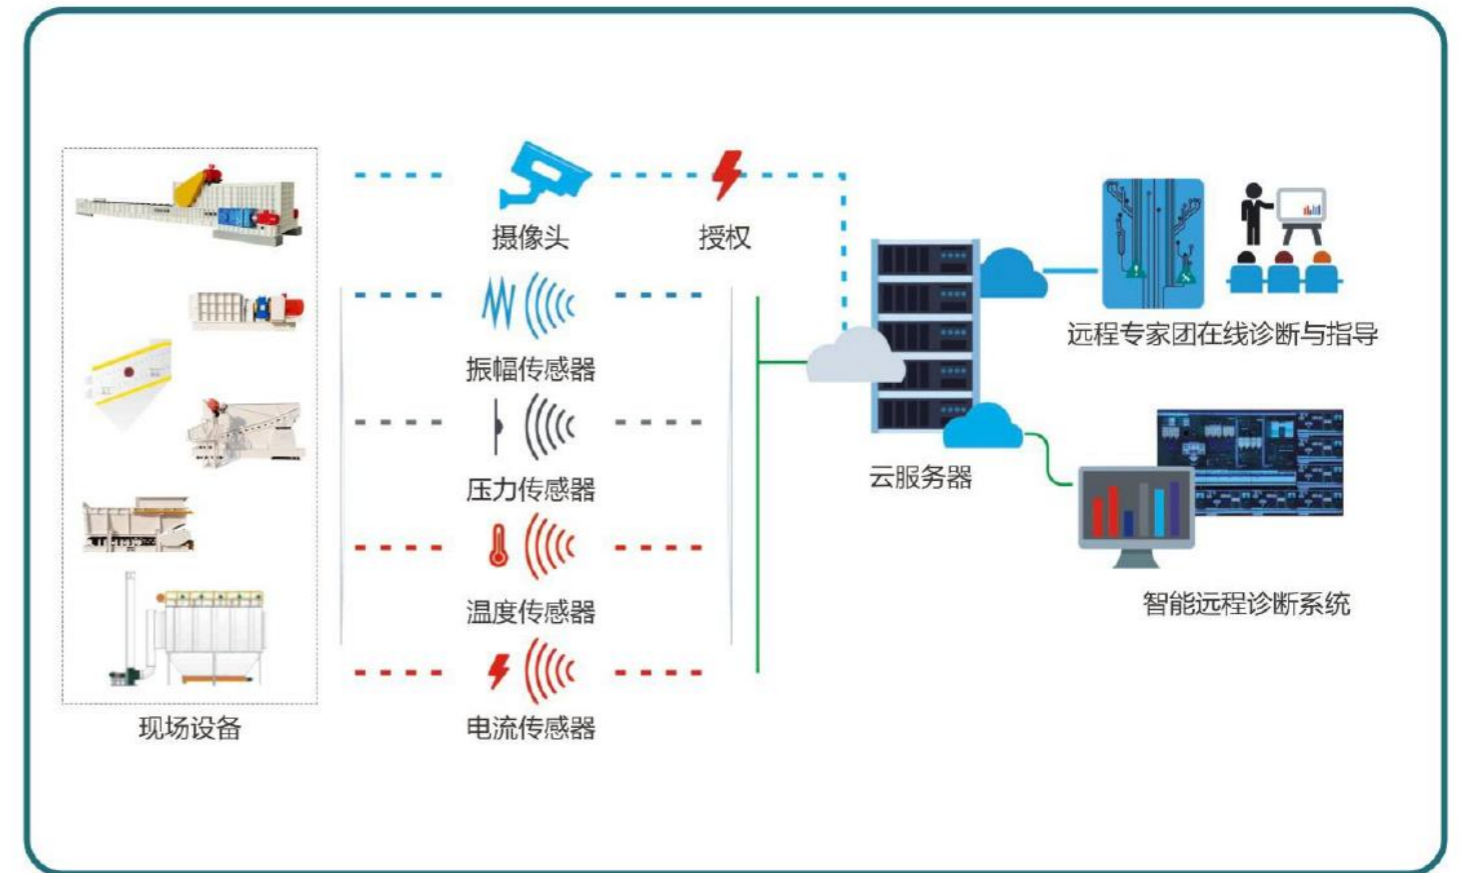 摄像头
授权
振幅传感器
远程专家团在线诊断与指导
压力传感器
云服务器
温度传感器
智能远程诊断系统
现场设备
电流传感器